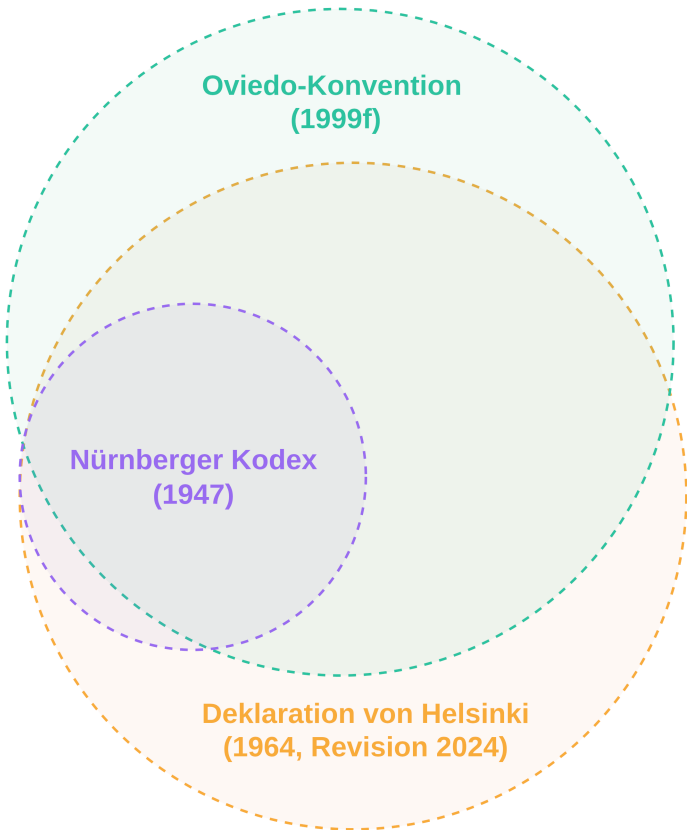 Oviedo-Konvention
(1999f)
Nürnberger Kodex
(1947)
Deklaration von Helsinki
(1964, Revision 2024)